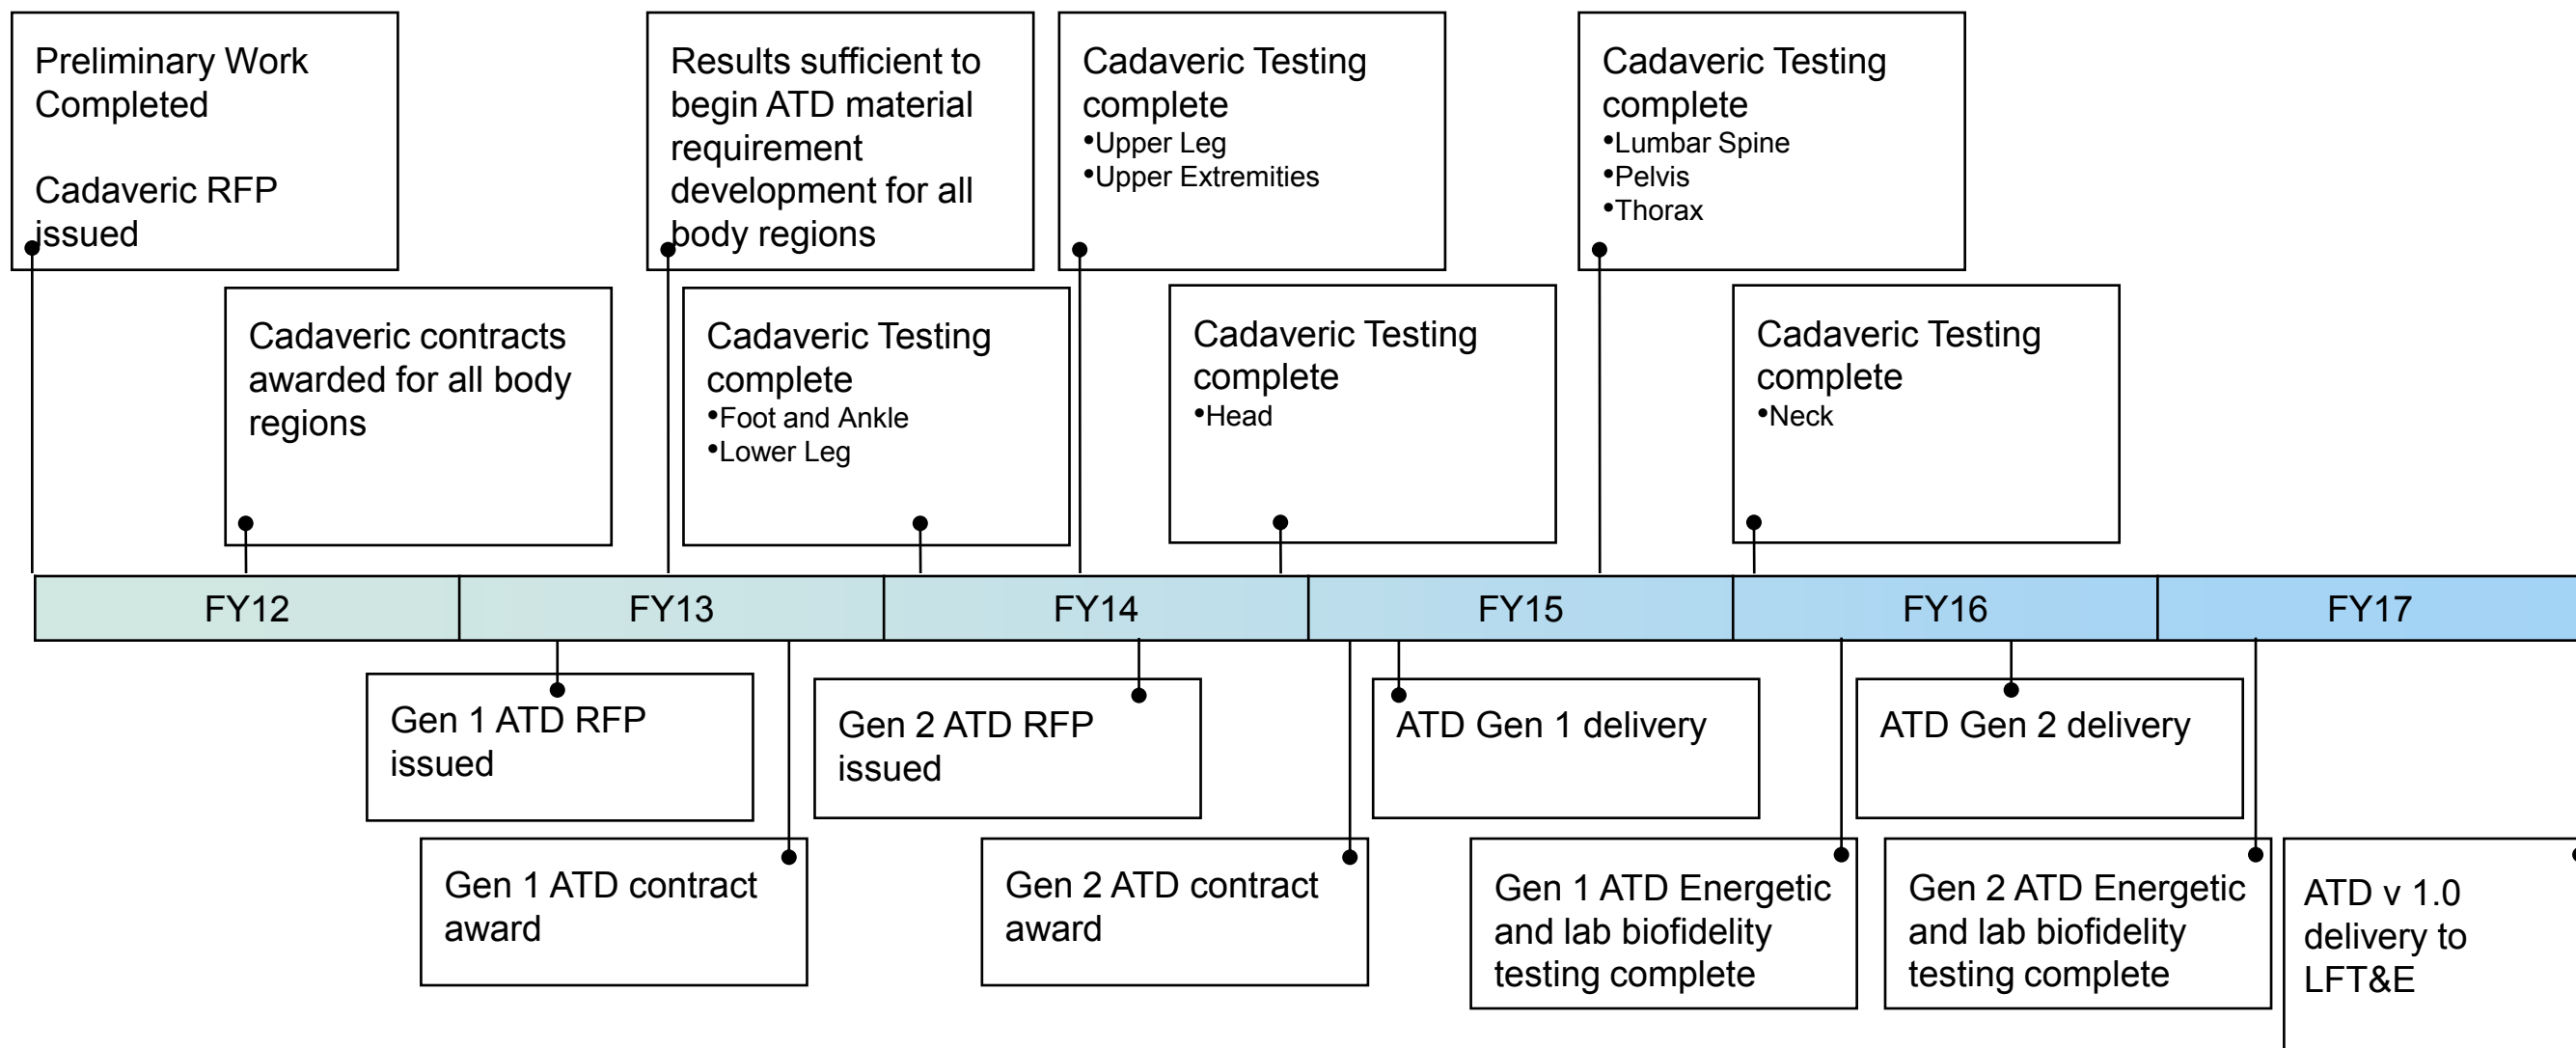 Preliminary Work
Completed
Cadaveric RFP
issued
Results sufficient to
begin ATD material
requirement
development for all
body regions
Cadaveric Testing
complete
•Upper Leg
•Upper Extremities
Cadaveric Testing
complete
•Lumbar Spine
•Pelvis
•Thorax
Cadaveric contracts
awarded for all body
regions
Cadaveric Testing
complete
•Foot and Ankle
•Lower Leg
Cadaveric Testing
complete
•Head
Cadaveric Testing
complete
•Neck
FY12
FY13
FY14
FY15
FY16
FY17
Gen 1 ATD RFP
issued
Gen 2 ATD RFP
issued
ATD Gen 1 delivery
ATD Gen 2 delivery
Gen 1 ATD contract
award
Gen 2 ATD contract
award
Gen 1 ATD Energetic
and lab biofidelity
testing complete
Gen 2 ATD Energetic
and lab biofidelity
testing complete
ATD v 1.0
delivery to
LFT&E